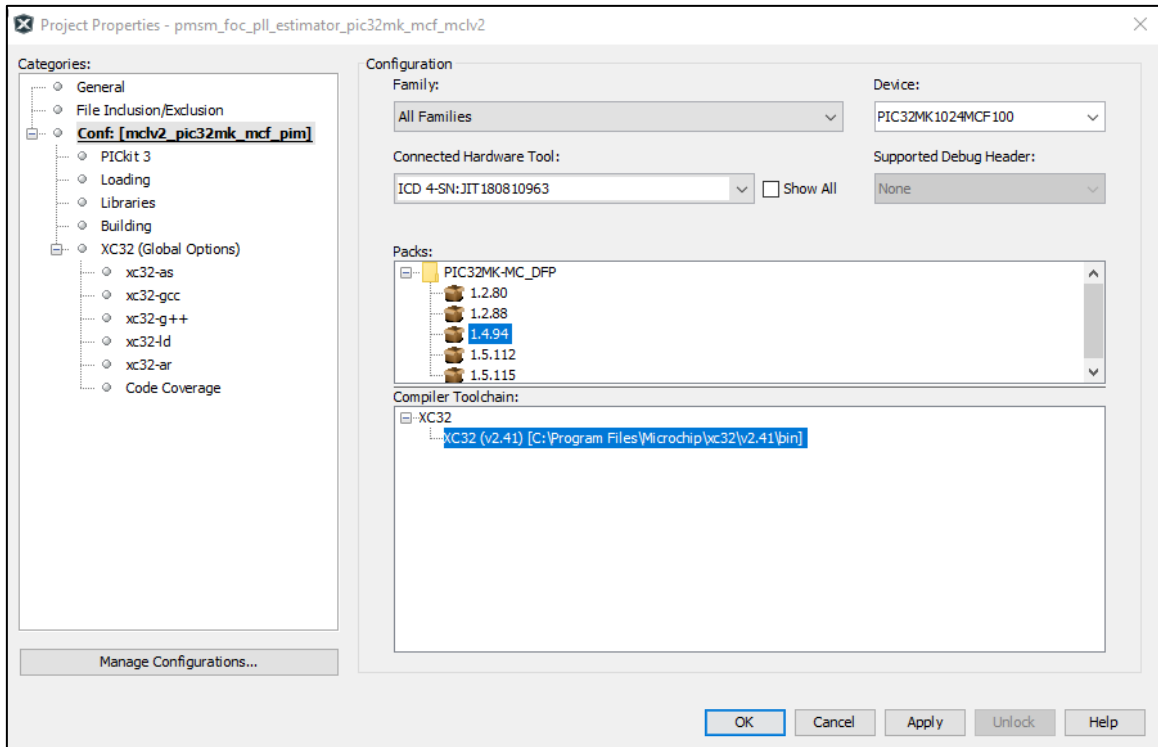 Project Properties - pmsm_foc_pll_estimator_pic32mk_mcf_mclv2
Categories:
General
File Inclusion/Exclusion
Conf: [mclv2_pic32mk_mcf_pim]
PICkit 3
Loading
Libraries
Building
XC32 (Global Options)
xc32-as
xc32-gcc
xc32-g++
xc32-ld
xc32-ar
Code Coverage
Manage Configurations...
Configuration
Family:
All Families
Device:
PIC32MK1024MCF100
Connected Hardware Tool:
ICD 4-SN:JIT180810963
Show All
Supported Debug Header:
None
Packs:
PIC32MK-MC_DFP
1.2.80
1.2.88
1.4.94
1.5.112
1.5.115
Compiler Toolchain:
XC32
XC32 (v2.41) [C:\Program Files\Microchip\xc32\v2.41\bin]
OK
Cancel
Apply
Unlock
Help